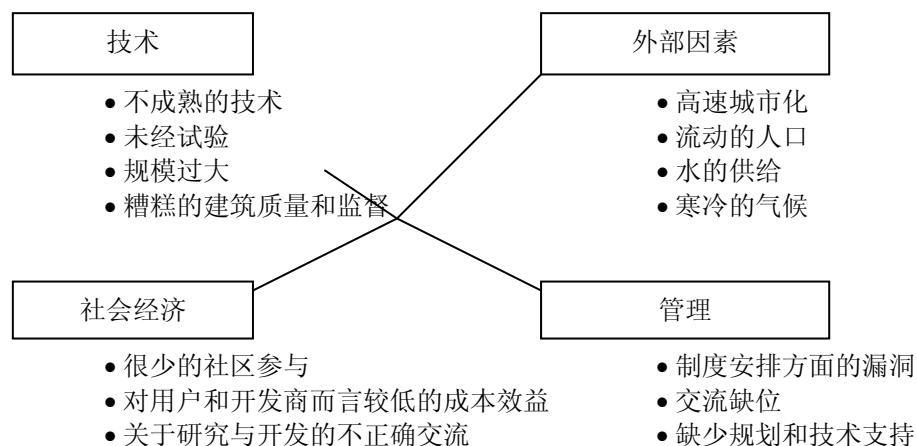 技术
• 不成熟的技术
• 未经试验
• 规模过大
• 糟糕的建筑质量和监督
外部因素
• 高速城市化
• 流动的人口
• 水的供给
• 寒冷的气候
社会经济
• 很少的社区参与
• 对用户和开发商而言较低的成本效益
• 关于研究与开发的不正确交流
管理
• 制度安排方面的漏洞
• 交流缺位
• 缺少规划和技术支持